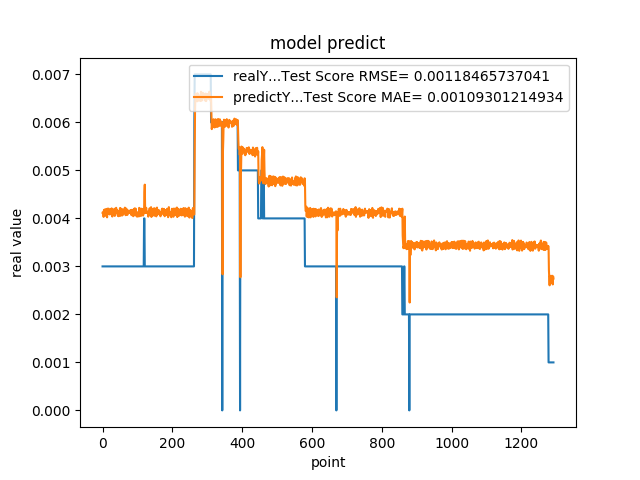 model predict
realY...Test Score RMSE= 0.00118465737041
predictY...Test Score MAE= 0.00109301214934
0.007
0.006
0.005
0.004
0.003
0.002
0.001
0.000
real value
0 200 400 600 800 1000 1200
point